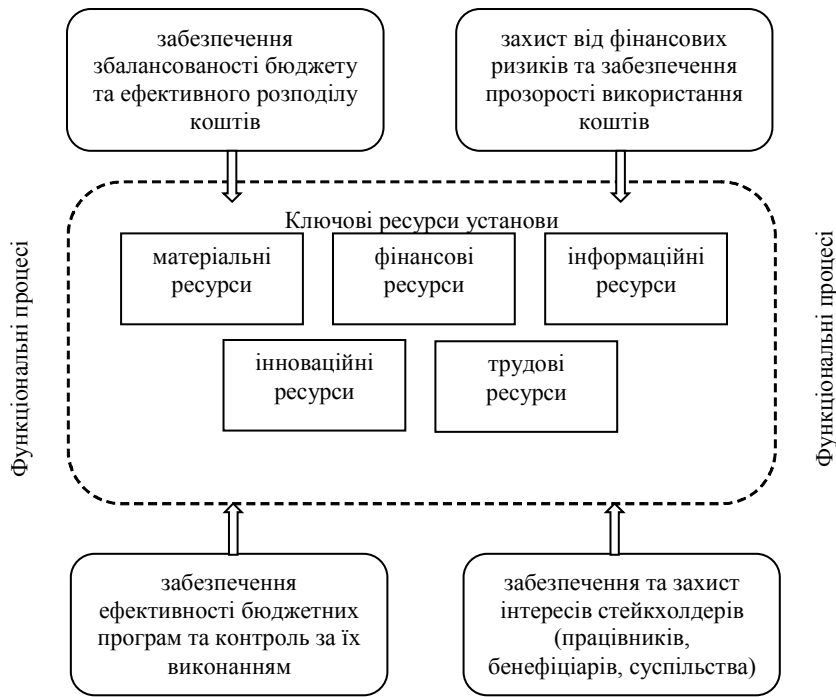 забезпечення
збалансованості бюджету
та ефективного розподілу
коштів
захист від фінансових
ризиків та забезпечення
прозорості використання
коштів
Ключові ресурси установи
матеріальні
ресурси
фінансові
ресурси
інформаційні
ресурси
інноваційні
ресурси
трудові
ресурси
Функціональні процесі
Функціональні процесі
забезпечення
ефективності бюджетних
програм та контроль за їх
виконанням
забезпечення та захист
інтересів стейкхолдерів
(працівників,
бенефіціарів, суспільства)